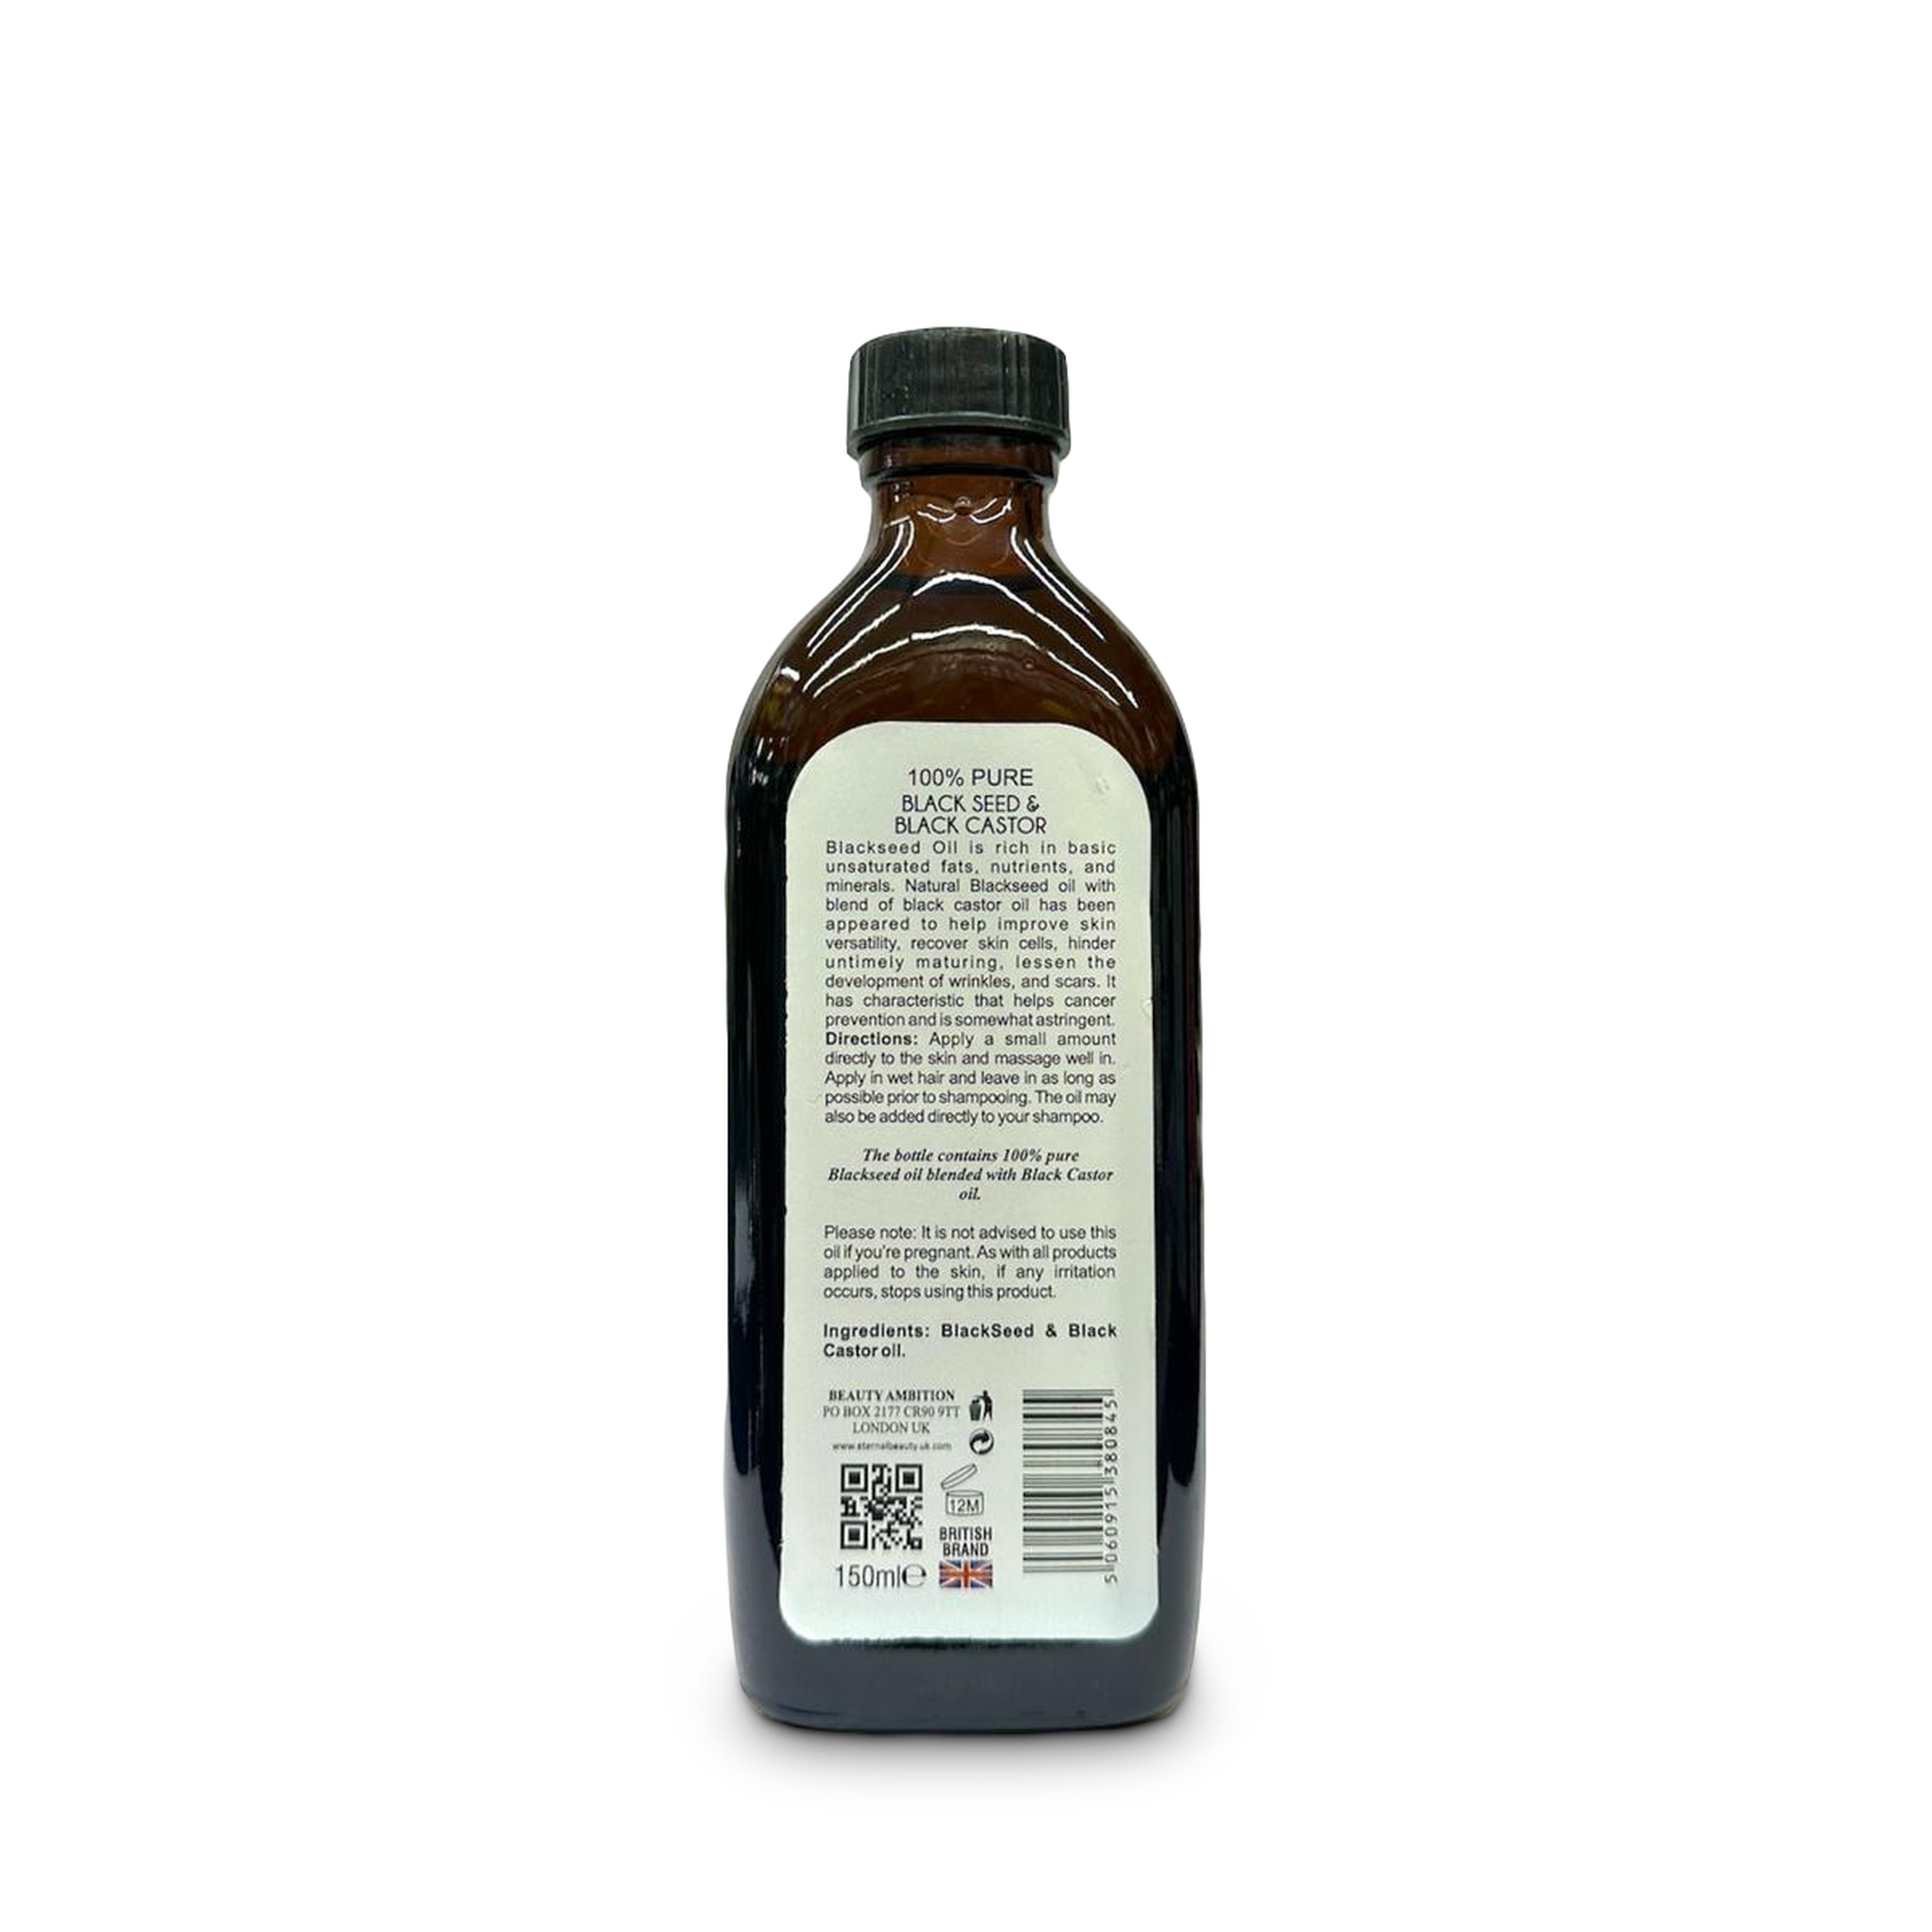 100% PURE
BLACK SEED &
BLACK CASTOR
Blackseed Oil is rich in basic
unsaturated fats, nutrients, and
minerals. Natural Blackseed oil with
blend of black castor oil has been
appeared to help improve skin
versatility, recover skin cells, hinder
untimely maturing, lessen the
development of wrinkles, and scars. It
has characteristic that helps cancer
prevention and is somewhat astringent.
Directions: Apply a small amount
directly to the skin and massage well in.
Apply in wet hair and leave in as long as
possible prior to shampooing. The oil may
also be added directly to your shampoo.
The bottle contains 100% pure
Blackseed oil blended with Black Castor
oil.
Please note: It is not advised to use this
oil if you're pregnant. As with all products
applied to the skin, if any irritation
occurs, stops using this product.
Ingredients: BlackSeed & Black
Castor oil.
BEAUTY AMBITION
PO BOX 2177 CR90 9TT
LONDON UK
www.eternalbeauty.uk.com
12M
BRITISH
BRAND
150ml℮
5 060915 380845